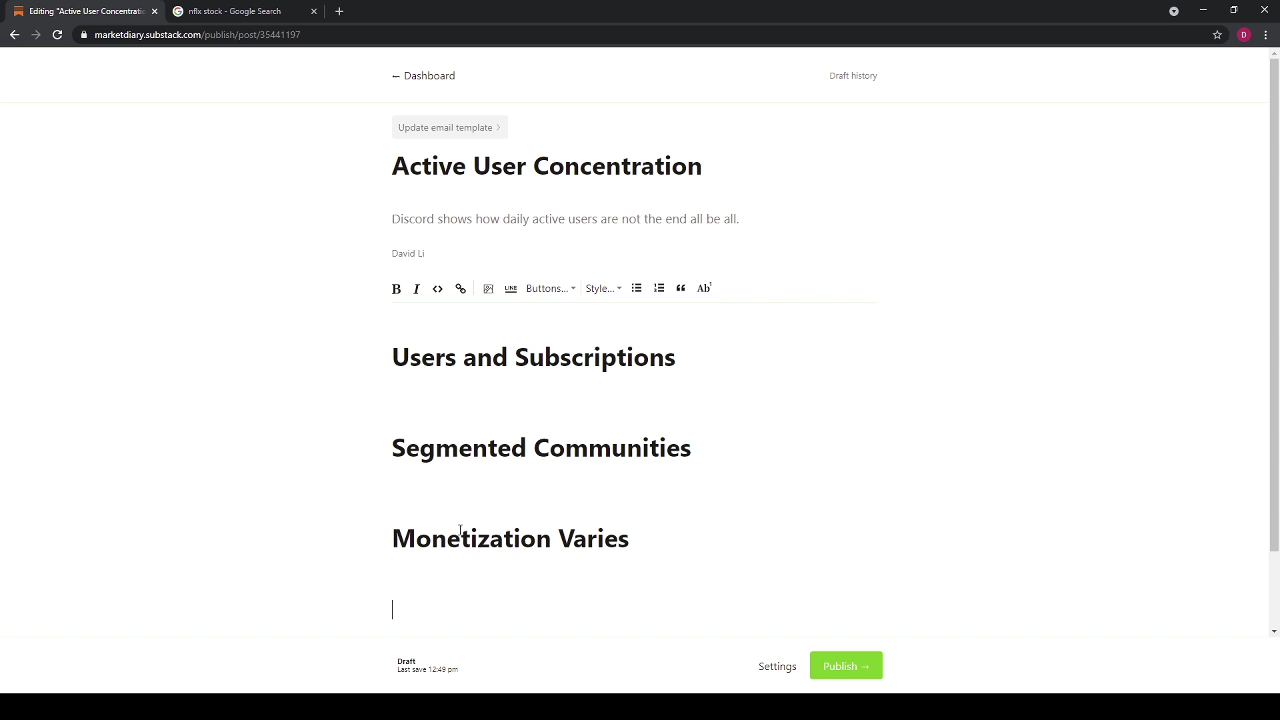 Editing "Active User Concentratio
nflx stock - Google Search
marketdiary.substack.com/publish/post/35441197
D
← Dashboard
Draft history
Update email template >
Active User Concentration
Discord shows how daily active users are not the end all be all.
David Li
B I <> LINE Buttons... Style... Ab¹
Users and Subscriptions
Segmented Communities
Monetization Varies
Draft
Last save 12:49 pm
Settings
Publish →